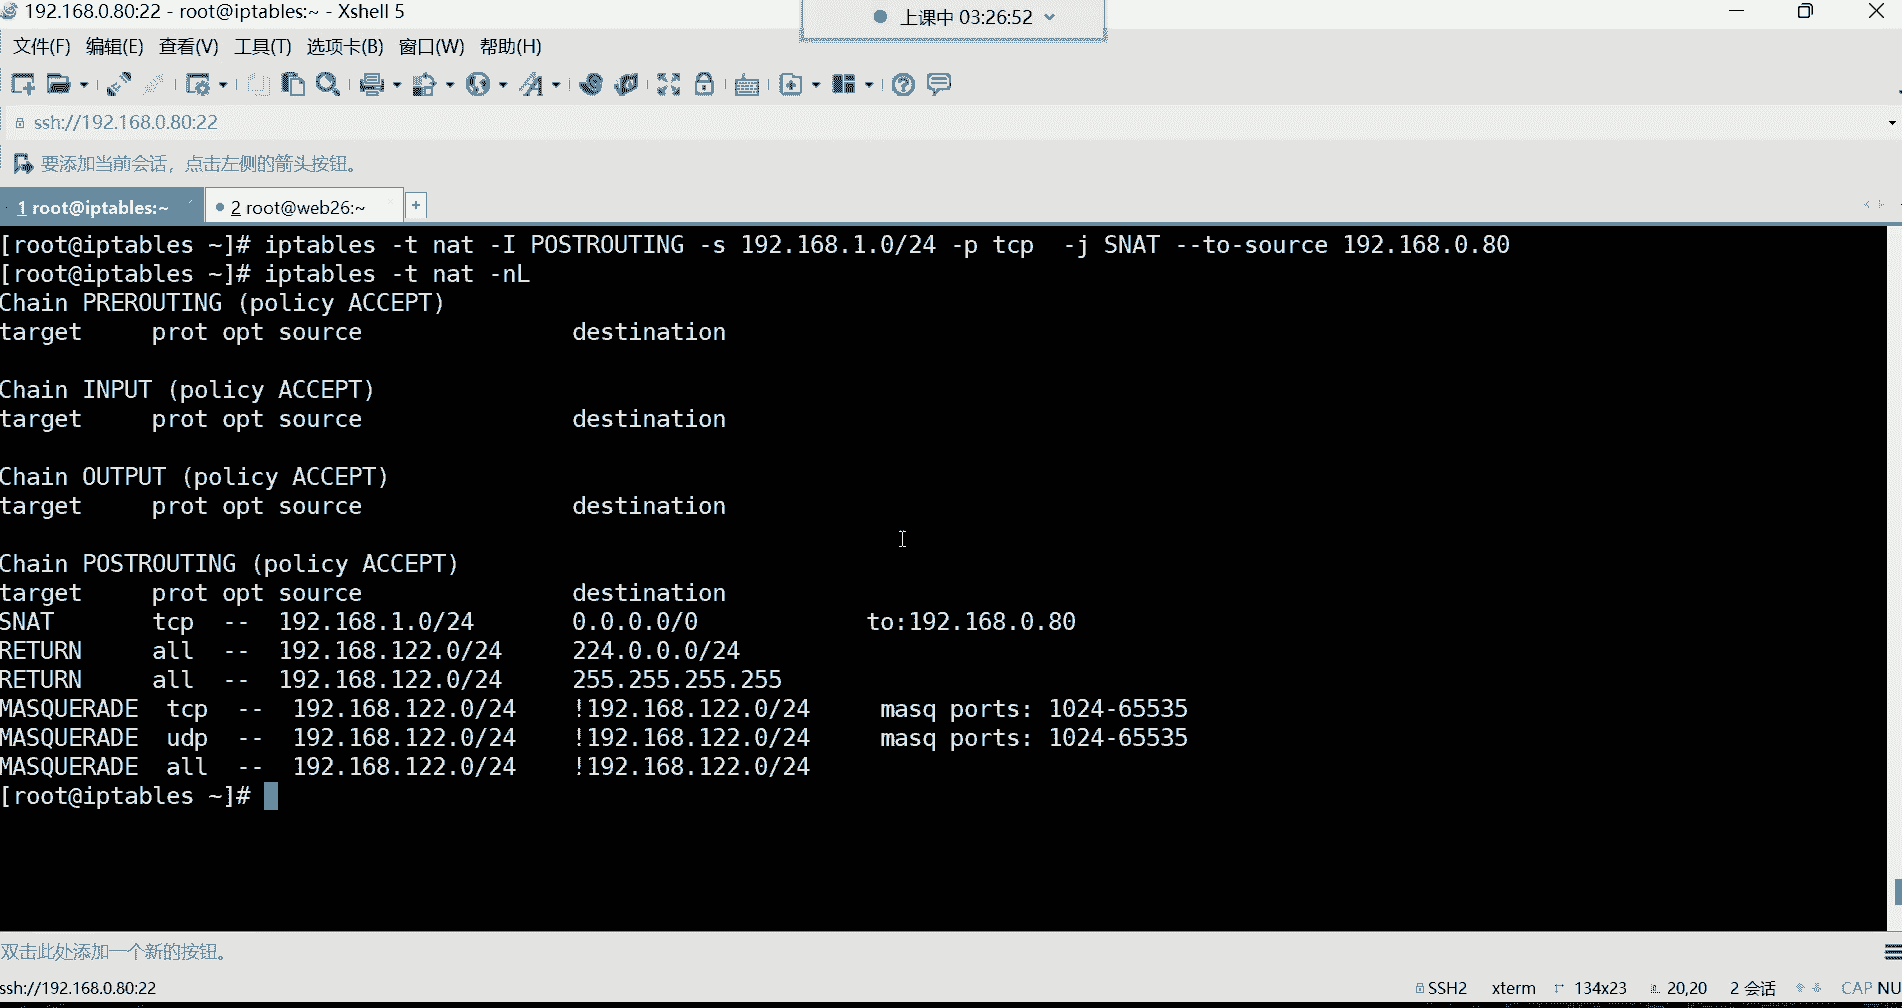 192.168.0.80:22 - root@iptables:~ - Xshell 5
上课中 03:26:52
文件(F) 编辑(E) 查看(V) 工具(T) 选项卡(B) 窗口(W) 帮助(H)
ssh://192.168.0.80:22
要添加当前会话，点击左侧的箭头按钮。
1 root@iptables:~ 2 root@web26:~ +
[root@iptables ~]# iptables -t nat -I POSTROUTING -s 192.168.1.0/24 -p tcp  -j SNAT --to-source 192.168.0.80
[root@iptables ~]# iptables -t nat -nL
Chain PREROUTING (policy ACCEPT)
target     prot opt source               destination
Chain INPUT (policy ACCEPT)
target     prot opt source               destination
Chain OUTPUT (policy ACCEPT)
target     prot opt source               destination
Chain POSTROUTING (policy ACCEPT)
target     prot opt source               destination
SNAT       tcp  --  192.168.1.0/24       0.0.0.0/0            to:192.168.0.80
RETURN     all  --  192.168.122.0/24     224.0.0.0/24
RETURN     all  --  192.168.122.0/24     255.255.255.255
MASQUERADE  tcp  --  192.168.122.0/24    !192.168.122.0/24     masq ports: 1024-65535
MASQUERADE  udp  --  192.168.122.0/24    !192.168.122.0/24     masq ports: 1024-65535
MASQUERADE  all  --  192.168.122.0/24    !192.168.122.0/24
[root@iptables ~]#
双击此处添加一个新的按钮。
ssh://192.168.0.80:22 SSH2 xterm 134x23 20,20 2 会话 CAP NU